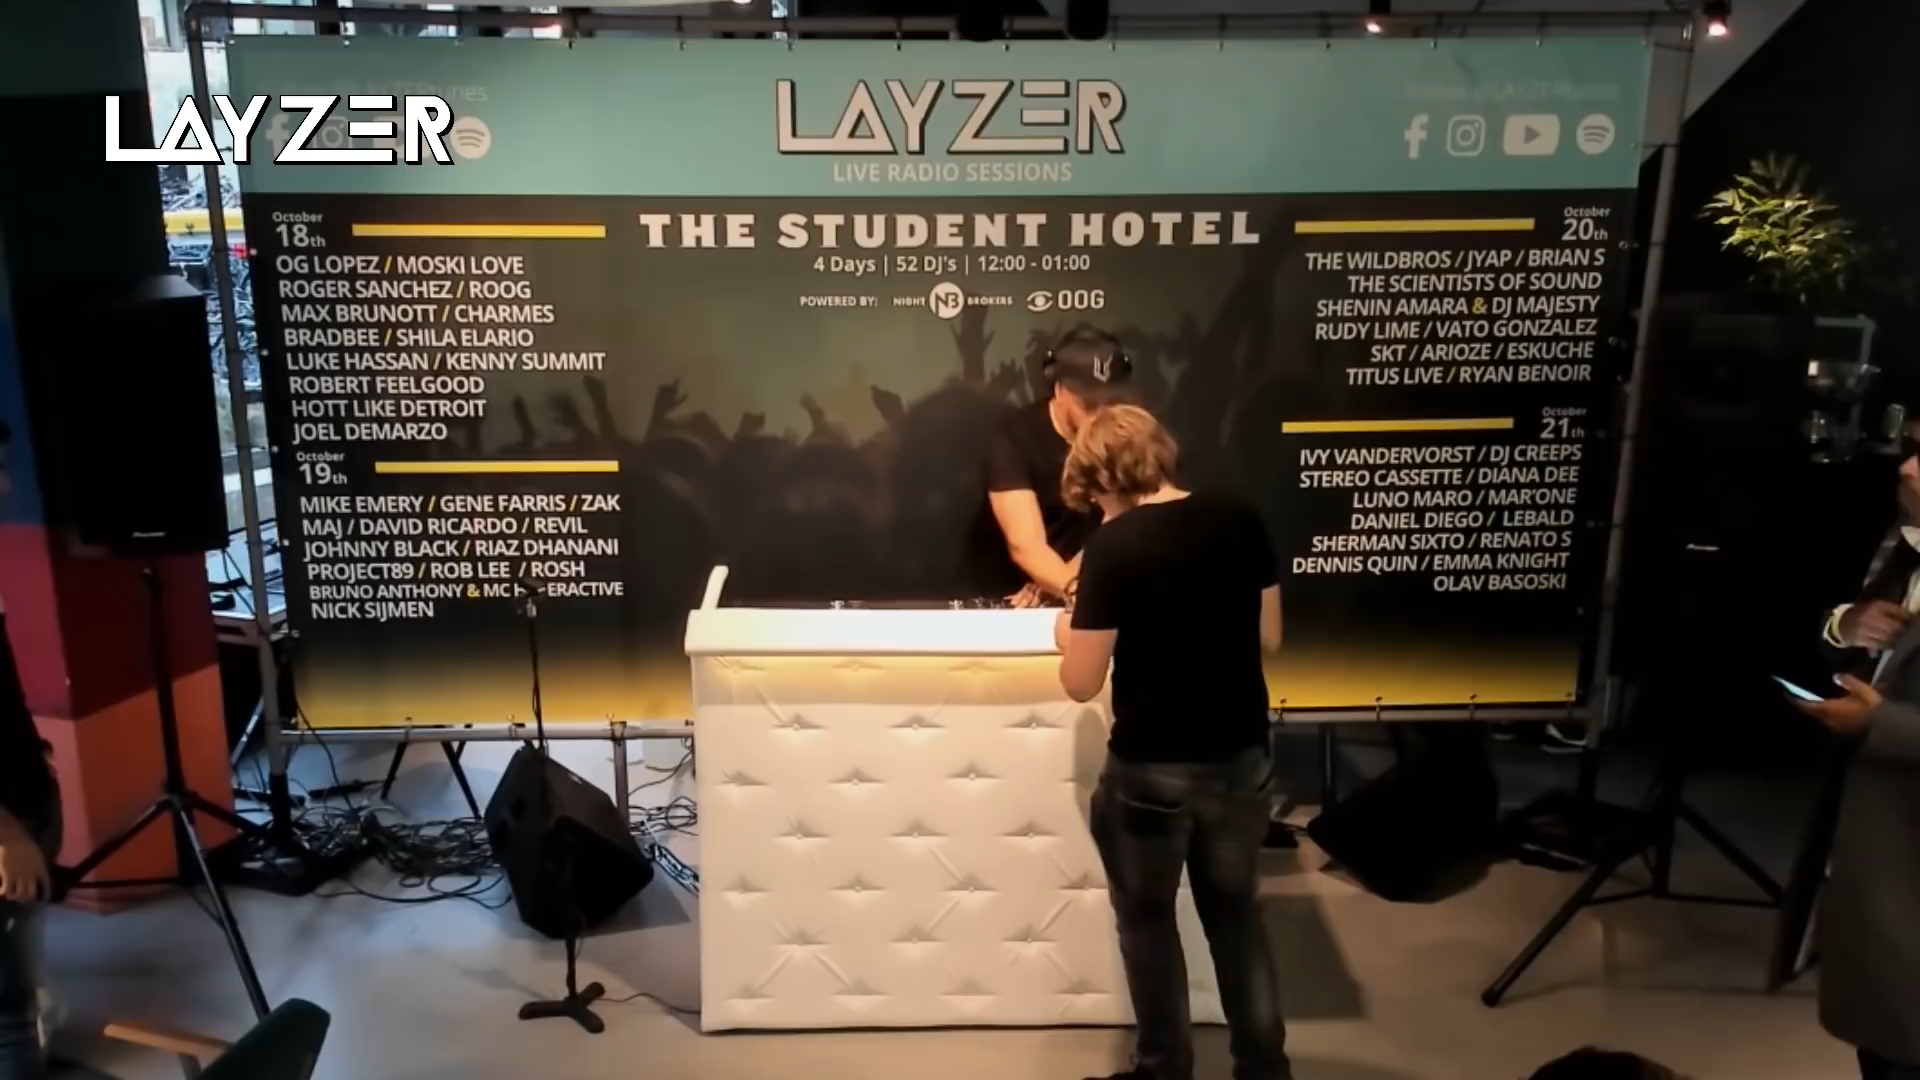 LAYZER
LAYZER
LIVE RADIO SESSIONS
THE STUDENT HOTEL
4 Days | 52 DJ's | 12:00 - 01:00
POWERED BY: NIGHT NB BROKERS OOG
October
18th
OG LOPEZ / MOSKI LOVE
ROGER SANCHEZ / ROOG
MAX BRUNOTT / CHARMES
BRADBEE / SHILA ELARIO
LUKE HASSAN / KENNY SUMMIT
ROBERT FEELGOOD
HOTT LIKE DETROIT
JOEL DEMARZO
October
19th
MIKE EMERY / GENE FARRIS / ZAK
MAJ / DAVID RICARDO / REVIL
JOHNNY BLACK / RIAZ DHANANI
PROJECT89 / ROB LEE / ROSH
BRUNO ANTHONY & MC
NICK SIJMEN
October
20th
THE WILDBROS / JYAP / BRIAN S
THE SCIENTISTS OF SOUND
SHENIN AMARA & DJ MAJESTY
RUDY LIME / VATO GONZALEZ
SKT / ARIOZE / ESKUCHE
TITUS LIVE / RYAN BENOIR
October
21th
IVY VANDERVORST / DJ CREEPS
STEREO CASSETTE / DIANA DEE
LUNO MARO / MAR'ONE
DANIEL DIEGO / LEBALD
SHERMAN SIXTO / RENATO S
DENNIS QUIN / EMMA KNIGHT
OLAV BASOSKI